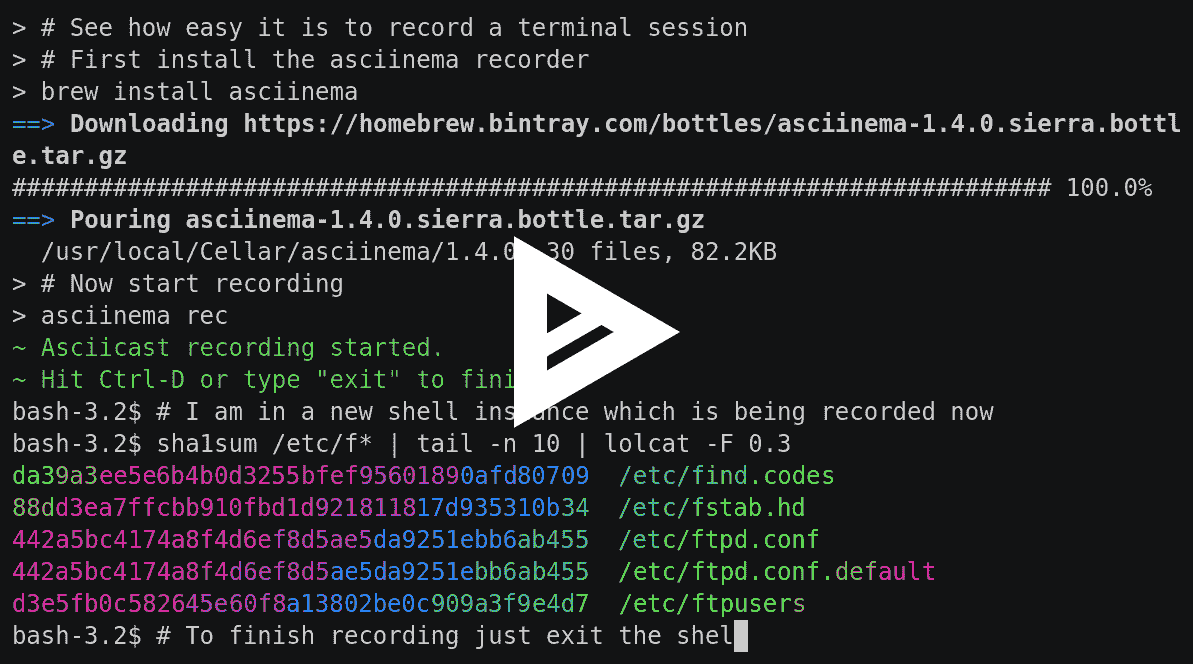 > # See how easy it is to record a terminal session
> # First install the asciinema recorder
> brew install asciinema
==> Downloading https://homebrew.bintray.com/bottles/asciinema-1.4.0.sierra.bottl
e.tar.gz
######################################################################## 100.0%
==> Pouring asciinema-1.4.0.sierra.bottle.tar.gz
/usr/local/Cellar/asciinema/1.4.0 30 files, 82.2KB
> # Now start recording
> asciinema rec
~ Asciicast recording started.
~ Hit Ctrl-D or type "exit" to fini
bash-3.2$ # I am in a new shell instance which is being recorded now
bash-3.2$ sha1sum /etc/f* | tail -n 10 | lolcat -F 0.3
da39a3ee5e6b4b0d3255bfef95601890afd80709  /etc/find.codes
88dd3ea7ffcbb910fbd1d921811817d935310b34  /etc/fstab.hd
442a5bc4174a8f4d6ef8d5ae5da9251ebb6ab455  /etc/ftpd.conf
442a5bc4174a8f4d6ef8d5ae5da9251ebb6ab455  /etc/ftpd.conf.default
d3e5fb0c582645e60f8a13802be0c909a3f9e4d7  /etc/ftpusers
bash-3.2$ # To finish recording just exit the shel